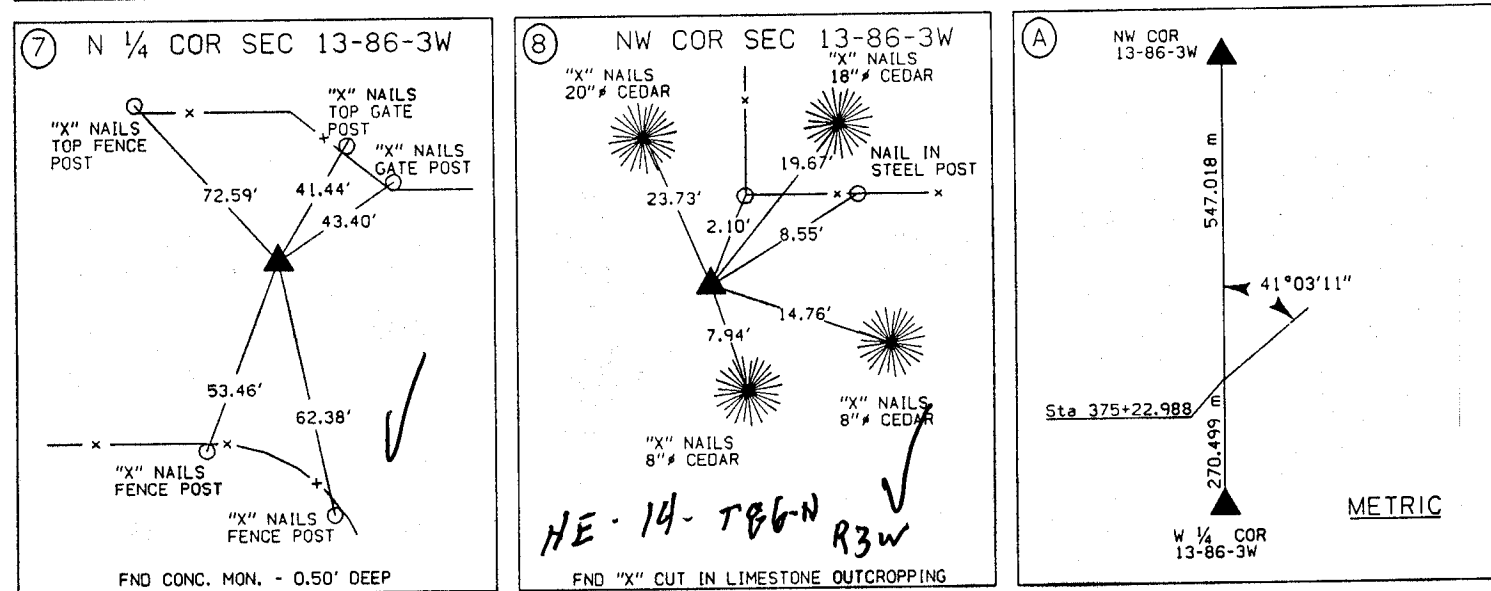 7 N 1/4 COR SEC 13-86-3W
"X" NAILS
TOP FENCE
POST
"X" NAILS
TOP GATE
POST
"X" NAILS
GATE POST
72.59'
41.44'
43.40'
53.46'
62.38'
"X" NAILS
FENCE POST
"X" NAILS
FENCE POST
FND CONC. MON. - 0.50' DEEP
8 NW COR SEC 13-86-3W
"X" NAILS
20"ø CEDAR
"X" NAILS
18"ø CEDAR
NAIL IN
STEEL POST
23.73'
19.67'
2.10'
8.55'
14.76'
7.94'
"X" NAILS
8"ø CEDAR
"X" NAILS
8"ø CEDAR
NE - 14 - T86-N
R3W
FND "X" CUT IN LIMESTONE OUTCROPPING
A
NW COR
13-86-3W
547.018 m
41°03'11"
Sta 375+22.988
270.499 m
W 1/4 COR
13-86-3W
METRIC